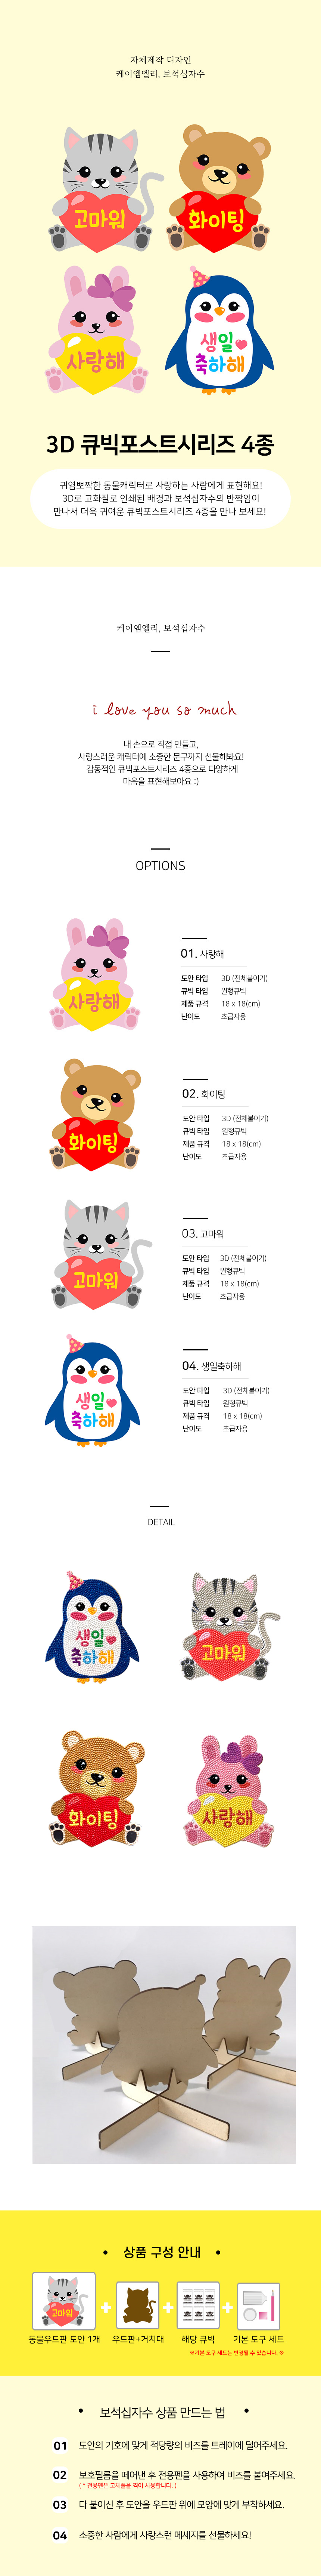 자체제작 디자인
케이엠엘리, 보석십자수
고마워
화이팅
사랑해
생일
축하해
3D 큐빅포스트시리즈 4종
귀염뽀짝한 동물캐릭터로 사랑하는 사람에게 표현해요!
3D로 고화질로 인쇄된 배경과 보석십자수의 반짝임이
만나서 더욱 귀여운 큐빅포스트시리즈 4종을 만나 보세요!
케이엠엘리, 보석십자수
i love you so much
내 손으로 직접 만들고,
사랑스러운 캐릭터에 소중한 문구까지 선물해봐요!
감동적인 큐빅포스트시리즈 4종으로 다양하게
마음을 표현해보아요 :)
OPTIONS
사랑해
01. 사랑해
도안 타입 3D (전체붙이기)
큐빅 타입 원형큐빅
제품 규격 18 x 18(cm)
난이도 초급자용
화이팅
02. 화이팅
도안 타입 3D (전체붙이기)
큐빅 타입 원형큐빅
제품 규격 18 x 18(cm)
난이도 초급자용
고마워
03. 고마워
도안 타입 3D (전체붙이기)
큐빅 타입 원형큐빅
제품 규격 18 x 18(cm)
난이도 초급자용
생일
축하해
04. 생일축하해
도안 타입 3D (전체붙이기)
큐빅 타입 원형큐빅
제품 규격 18 x 18(cm)
난이도 초급자용
DETAIL
생일
축하해
고마워
화이팅
사랑해
• 상품 구성 안내 •
고마워
동물우드판 도안 1개 + 우드판+거치대 + 해당 큐빅 + 기본 도구 세트
※기본 도구 세트는 변경될 수 있습니다. ※
• 보석십자수 상품 만드는 법 •
01 도안의 기호에 맞게 적당량의 비즈를 트레이에 덜어주세요.
02 보호필름을 떼어낸 후 전용펜을 사용하여 비즈를 붙여주세요.
( * 전용펜은 고체풀을 찍어 사용합니다. )
03 다 붙이신 후 도안을 우드판 위에 모양에 맞게 부착하세요.
04 소중한 사람에게 사랑스런 메세지를 선물하세요!